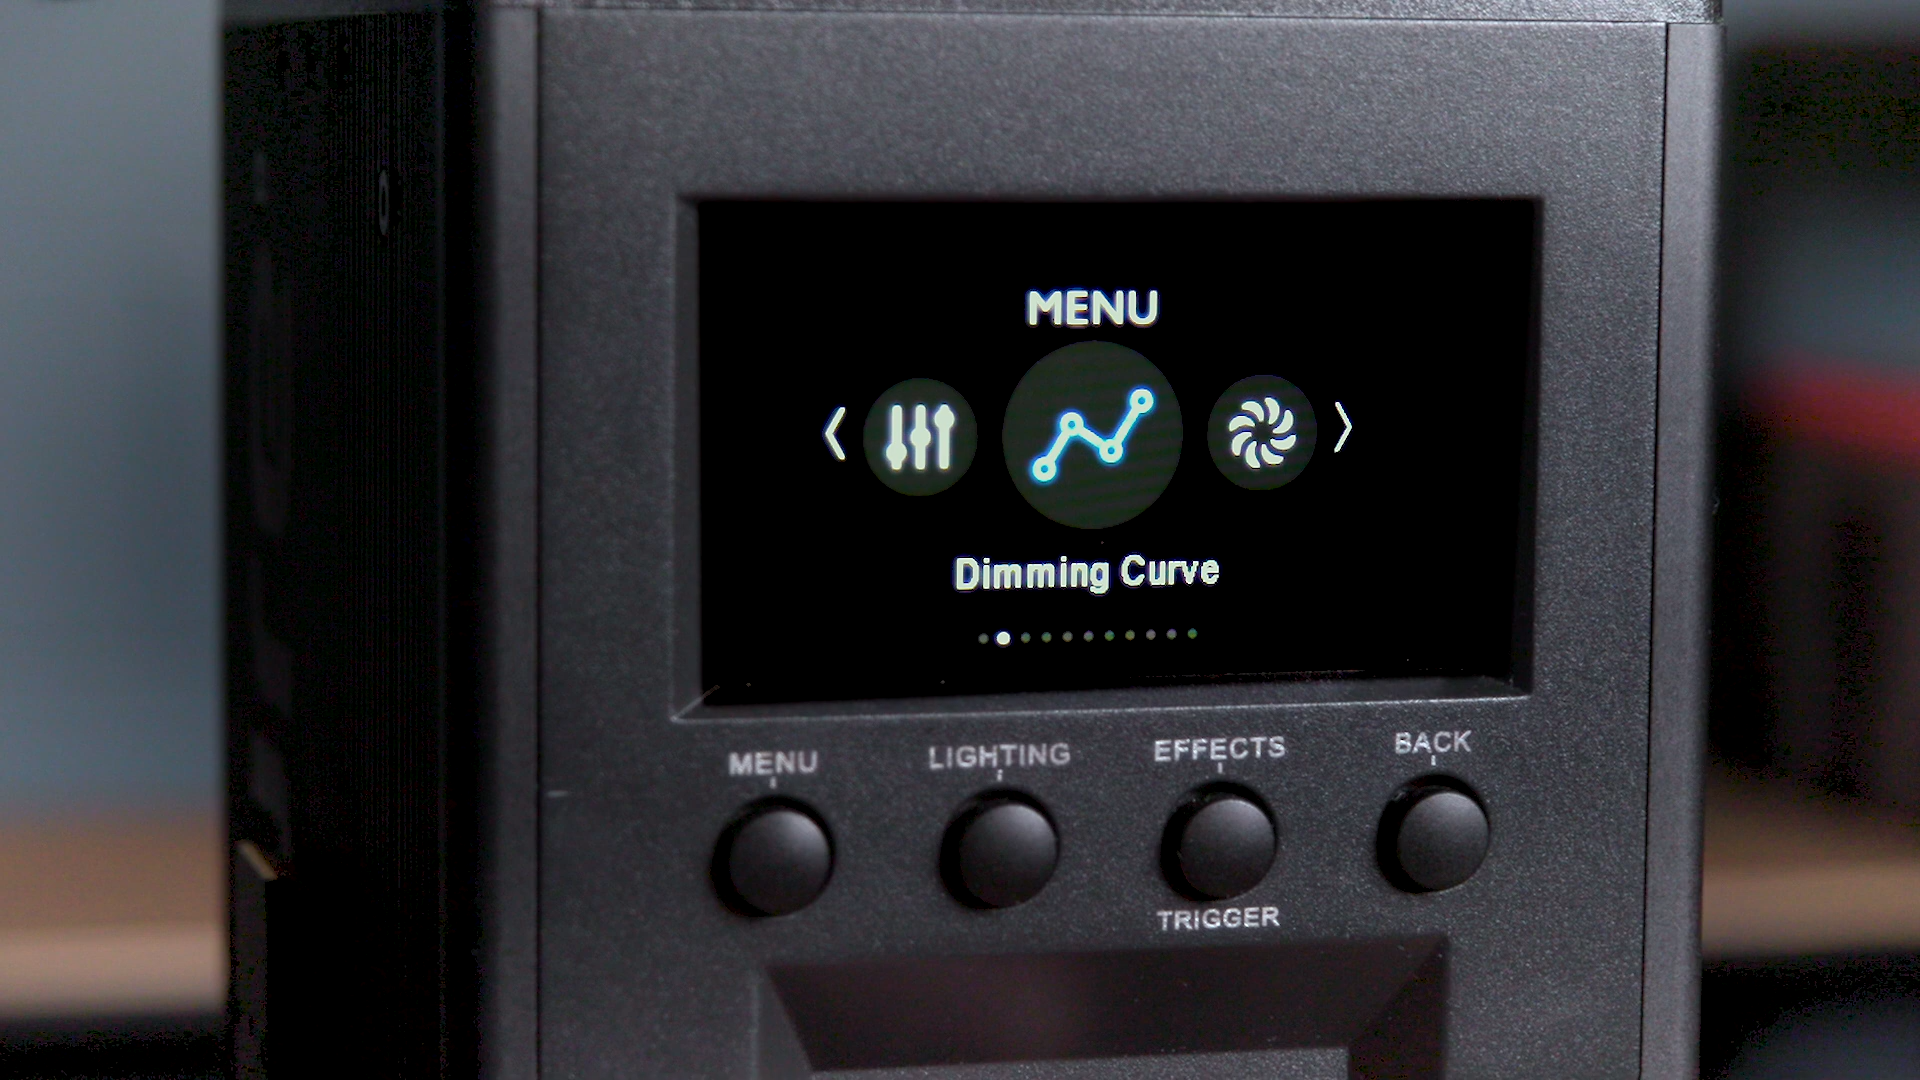 MENU
Dimming Curve
MENU
LIGHTING
EFFECTS
BACK
TRIGGER